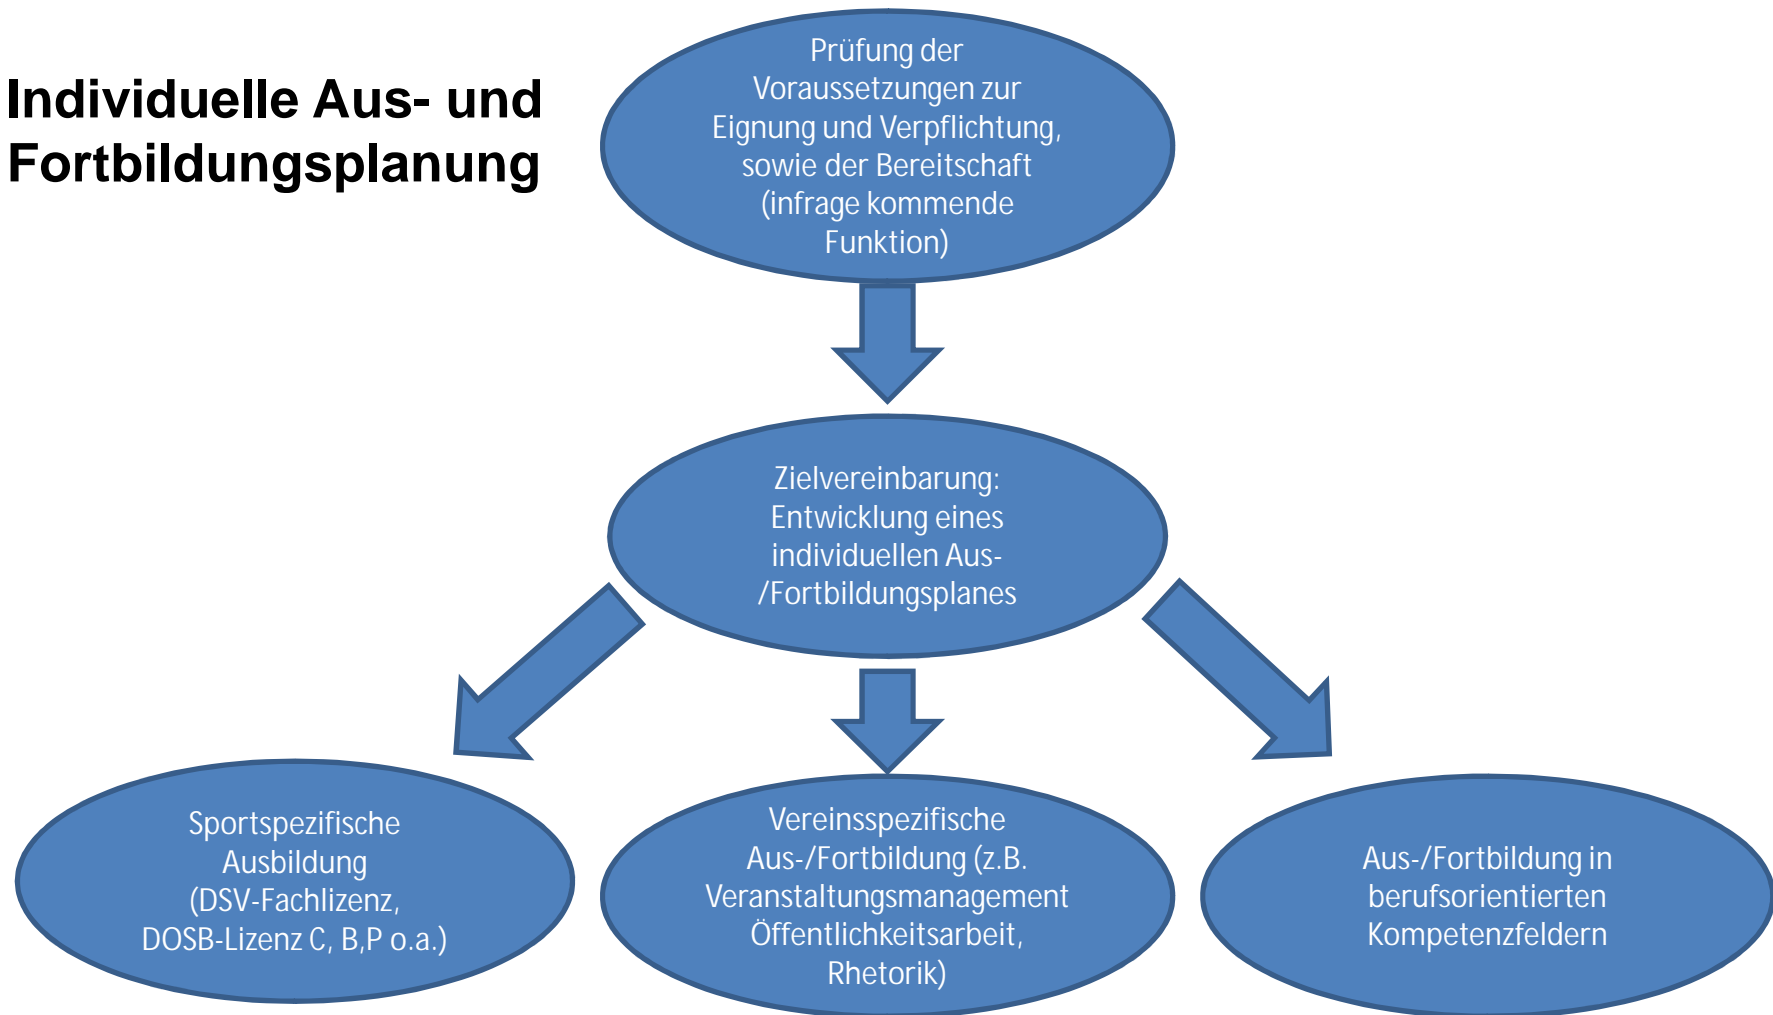 Individuelle Aus- und
Fortbildungsplanung
Prüfung der
Voraussetzungen zur
Eignung und Verpflichtung,
sowie der Bereitschaft
(infrage kommende
Funktion)
Zielvereinbarung:
Entwicklung eines
individuellen Aus-
/Fortbildungsplanes
Sportspezifische
Ausbildung
(DSV-Fachlizenz,
DOSB-Lizenz C, B,P o.a.)
Vereinsspezifische
Aus-/Fortbildung (z.B.
Veranstaltungsmanagement
Öffentlichkeitsarbeit,
Rhetorik)
Aus-/Fortbildung in
berufsorientierten
Kompetenzfeldern